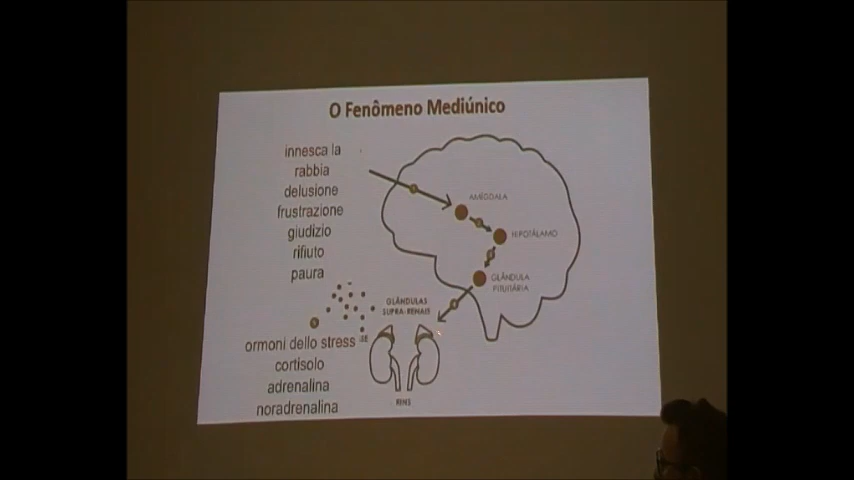 O Fenômeno Mediúnico
innesca la
rabbia
delusione
frustrazione
giudizio
rifiuto
paura
AMÍGDALA
HIPOTÁLAMO
GLÂNDULA
PITUITÁRIA
GLÂNDULAS
SUPRA-RENAIS
ormoni dello stress
cortisolo
adrenalina
noradrenalina
RINS